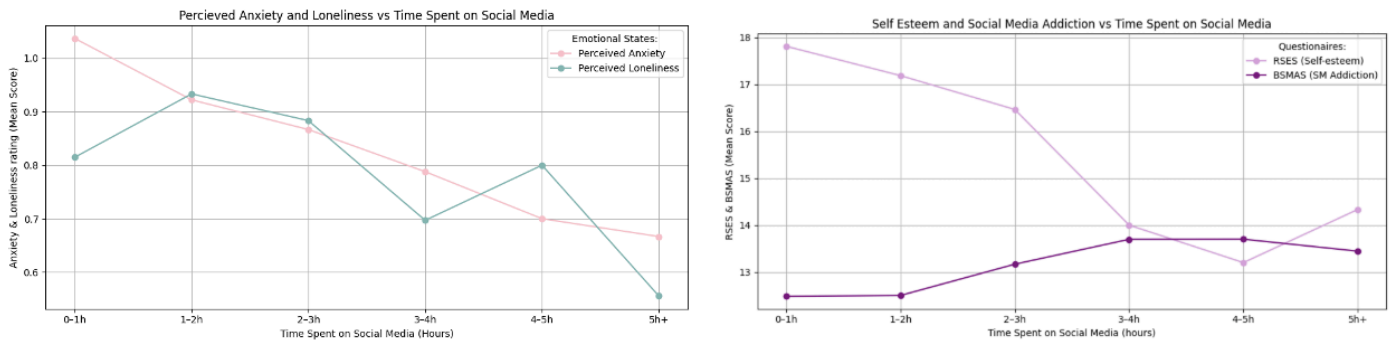 Percieved Anxiety and Loneliness vs Time Spent on Social Media
Anxiety & Loneliness rating (Mean Score)
1.0
0.9
0.8
0.7
0.6
Emotional States:
Perceived Anxiety
Perceived Loneliness
0–1h
1–2h
2–3h
3–4h
4–5h
5h+
Time Spent on Social Media (Hours)
Self Esteem and Social Media Addiction vs Time Spent on Social Media
RSES & BSMAS (Mean Score)
18
17
16
15
14
13
Questionaires:
RSES (Self-esteem)
BSMAS (SM Addiction)
0–1h
1–2h
2–3h
3–4h
4–5h
5h+
Time Spent on Social Media (hours)